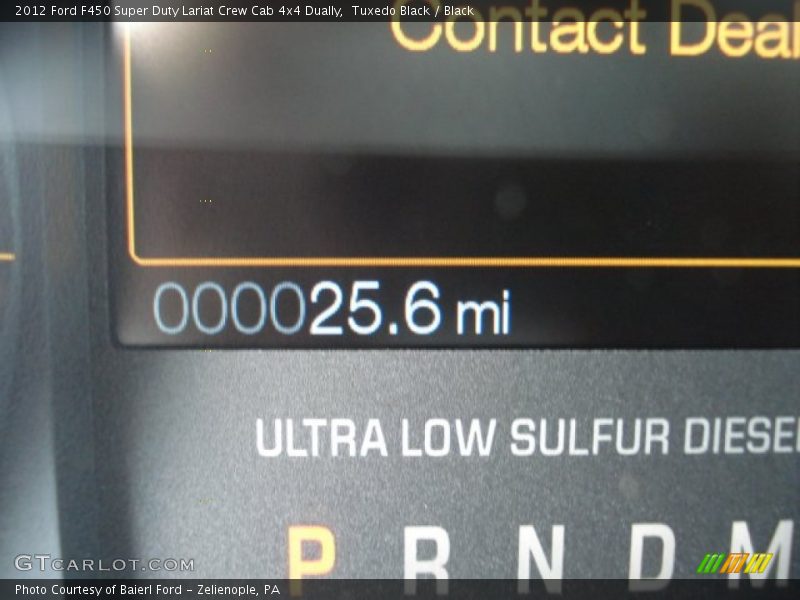 2012 Ford F450 Super Duty Lariat Crew Cab 4x4 Dually,  Tuxedo Black / Black
Contact Deal
000025.6 mi
ULTRA LOW SULFUR DIESEL
P R N D M
GTCARLOT.COM
Photo Courtesy of Baierl Ford - Zelienople, PA